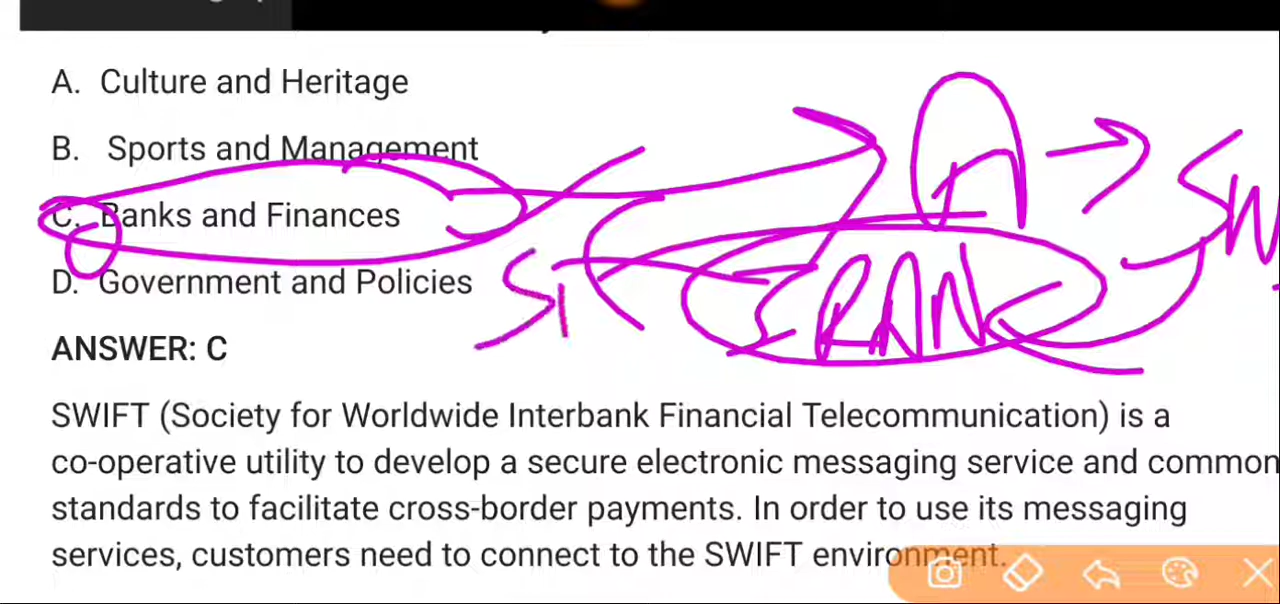 A. Culture and Heritage
B. Sports and Management
C. Banks and Finances
D. Government and Policies
ANSWER: C
SWIFT (Society for Worldwide Interbank Financial Telecommunication) is a
co-operative utility to develop a secure electronic messaging service and common
standards to facilitate cross-border payments. In order to use its messaging
services, customers need to connect to the SWIFT environment.